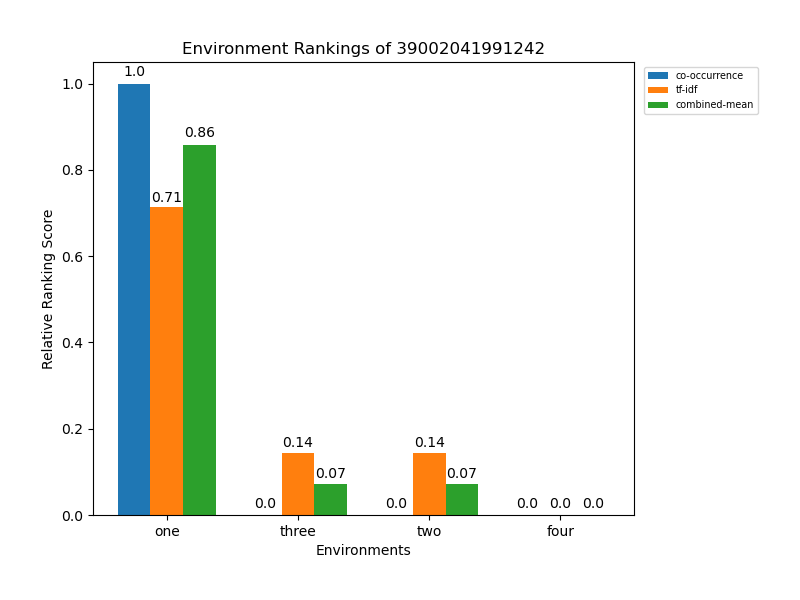 Environment Rankings of 39002041991242
co-occurrence
tf-idf
combined-mean
Relative Ranking Score
1.0
0.8
0.6
0.4
0.2
0.0
1.0
0.71
0.86
0.0
0.14
0.07
0.0
0.14
0.07
0.0
0.0
0.0
one
three
two
four
Environments